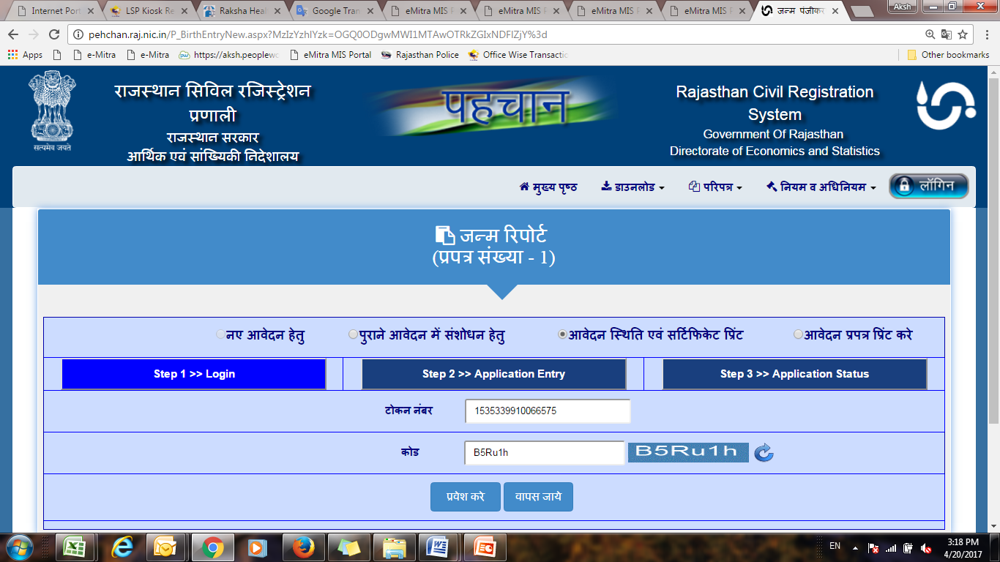 Internet Port
LSP Kiosk Re
Raksha Heal
Google Tran
eMitra MIS P
eMitra MIS P
eMitra MIS P
eMitra MIS P
जन्म पंजीकर
Aksh
pehchan.raj.nic.in/P_BirthEntryNew.aspx?MzIzYzhlYzk=OGQ0ODgwMWI1MTAwOTRkZGIxNDFlZjY%3d
Apps
e-Mitra
e-Mitra
https://aksh.peoplewo
eMitra MIS Portal
Rajasthan Police
Office Wise Transactio
Other bookmarks
सत्यमेव जयते
राजस्थान सिविल रजिस्ट्रेशन
प्रणाली
राजस्थान सरकार
आर्थिक एवं सांख्यिकी निदेशालय
पहचान
Rajasthan Civil Registration
System
Government Of Rajasthan
Directorate of Economics and Statistics
मुख्य पृष्ठ
डाउनलोड
परिपत्र
नियम व अधिनियम
लॉगिन
जन्म रिपोर्ट
(प्रपत्र संख्या - 1)
नए आवेदन हेतु
पुराने आवेदन में संशोधन हेतु
आवेदन स्थिति एवं सर्टिफिकेट प्रिंट
आवेदन प्रपत्र प्रिंट करे
Step 1 >> Login
Step 2 >> Application Entry
Step 3 >> Application Status
टोकन नंबर
1535339910066575
कोड
B5Ru1h
B5Ru1h
प्रवेश करे
वापस जाये
EN
3:18 PM
4/20/2017